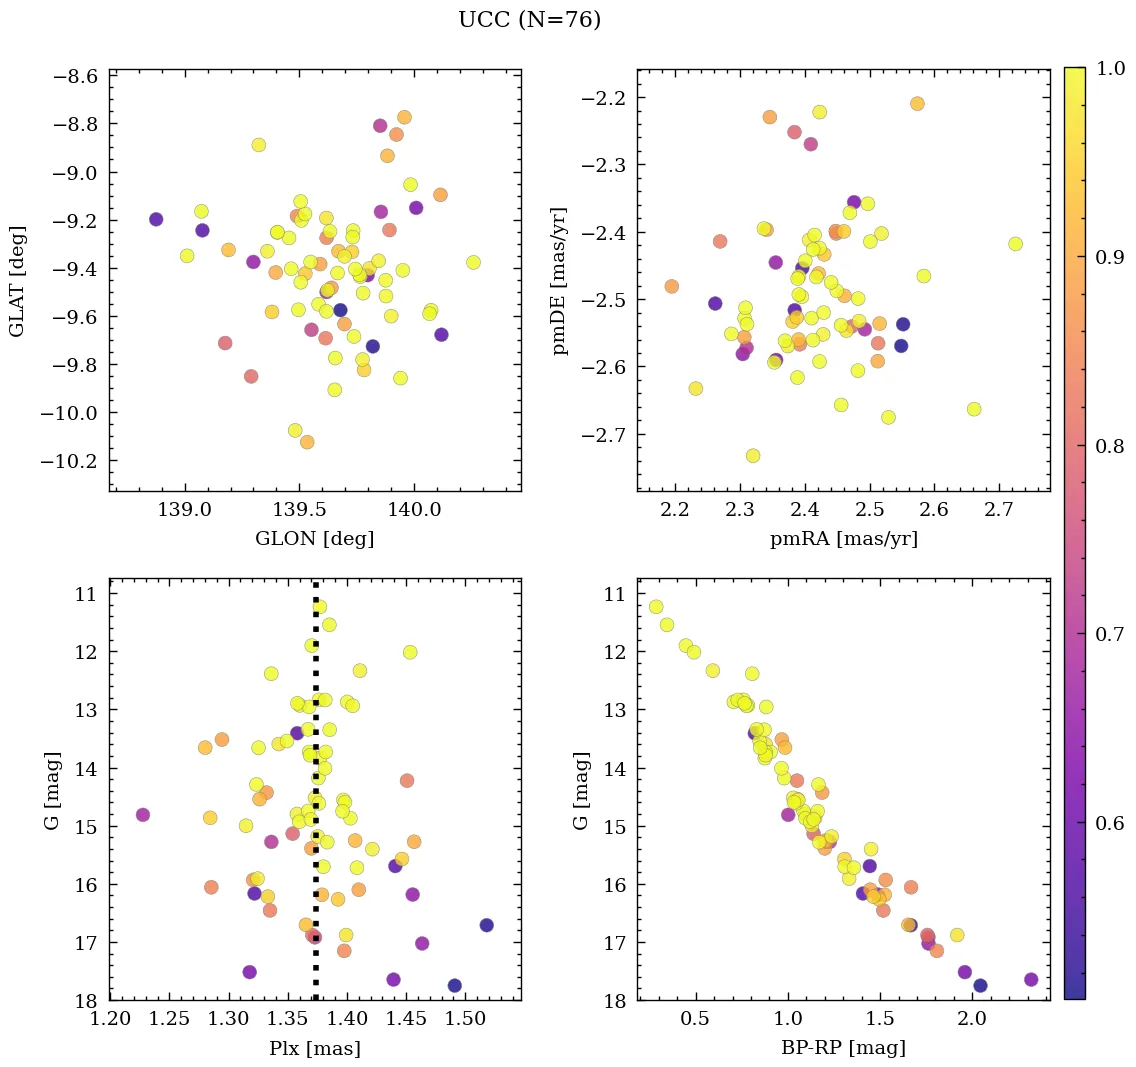 UCC (N=76)
−8.6
−8.8
−9.0
−9.2
−9.4
−9.6
−9.8
−10.0
−10.2
GLAT [deg]
139.0 139.5 140.0
GLON [deg]
−2.2
−2.3
−2.4
−2.5
−2.6
−2.7
pmDE [mas/yr]
2.2 2.3 2.4 2.5 2.6 2.7
pmRA [mas/yr]
11
12
13
14
15
16
17
18
G [mag]
1.20 1.25 1.30 1.35 1.40 1.45 1.50
Plx [mas]
11
12
13
14
15
16
17
18
G [mag]
0.5 1.0 1.5 2.0
BP-RP [mag]
1.0
0.9
0.8
0.7
0.6